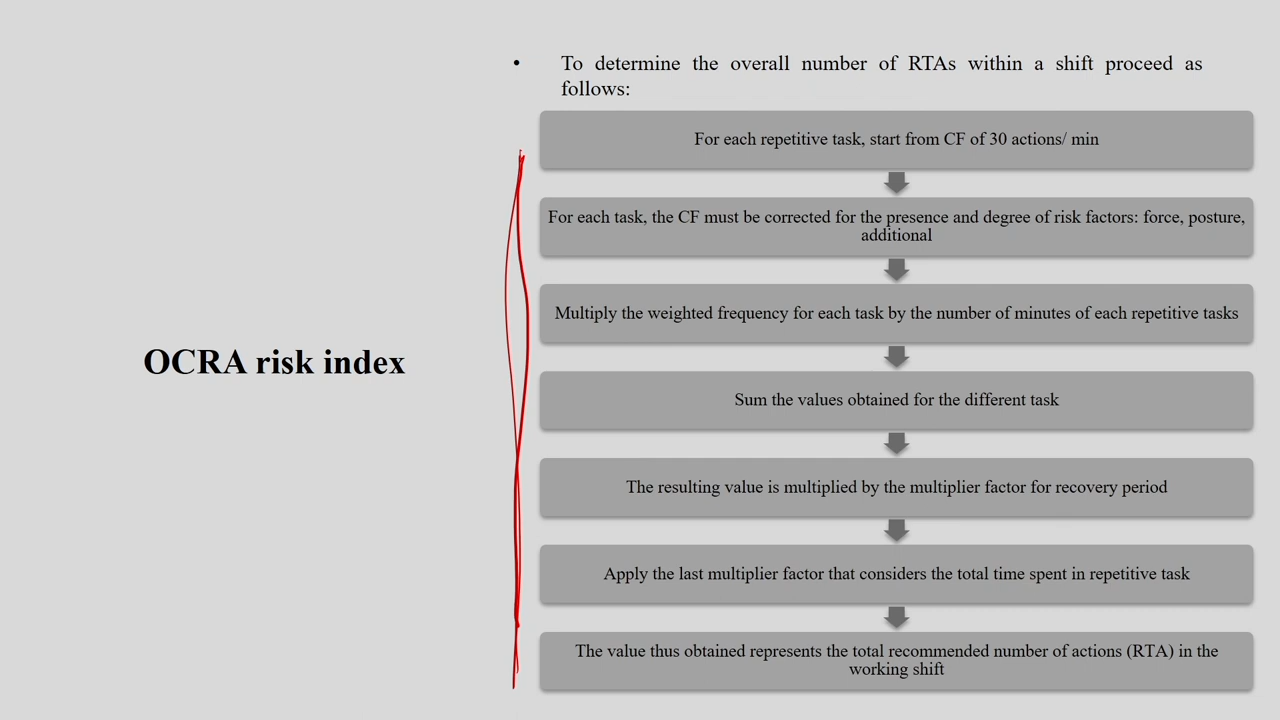 • To determine the overall number of RTAs within a shift proceed as
follows:
For each repetitive task, start from CF of 30 actions/ min
For each task, the CF must be corrected for the presence and degree of risk factors: force, posture,
additional
Multiply the weighted frequency for each task by the number of minutes of each repetitive tasks
OCRA risk index
Sum the values obtained for the different task
The resulting value is multiplied by the multiplier factor for recovery period
Apply the last multiplier factor that considers the total time spent in repetitive task
The value thus obtained represents the total recommended number of actions (RTA) in the
working shift